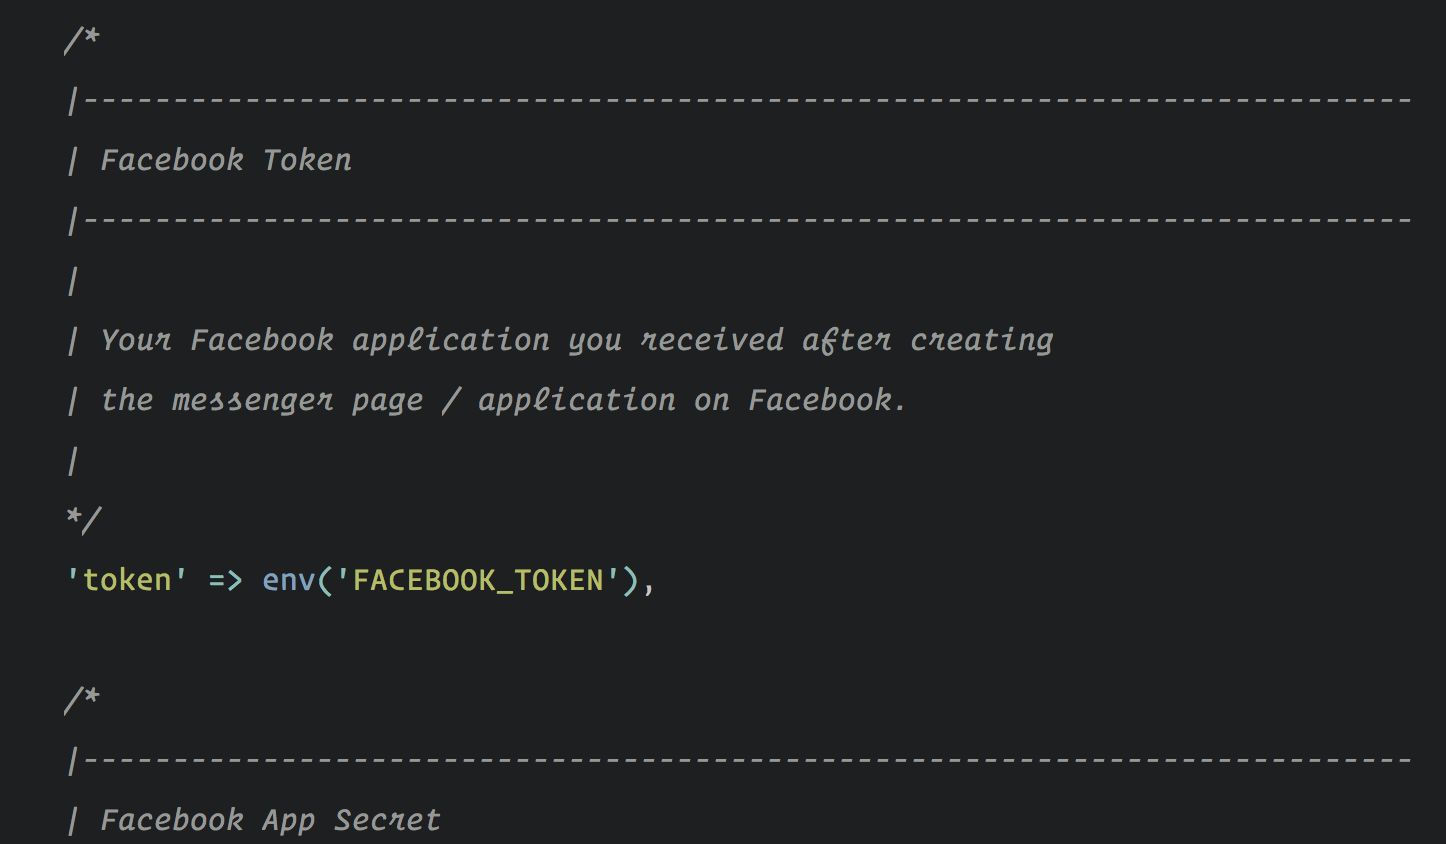 /*
|--------------------------------------------------------------------------
| Facebook Token
|--------------------------------------------------------------------------
|
| Your Facebook application you received after creating
| the messenger page / application on Facebook.
|
*/
'token' => env('FACEBOOK_TOKEN'),
/*
|--------------------------------------------------------------------------
| Facebook App Secret